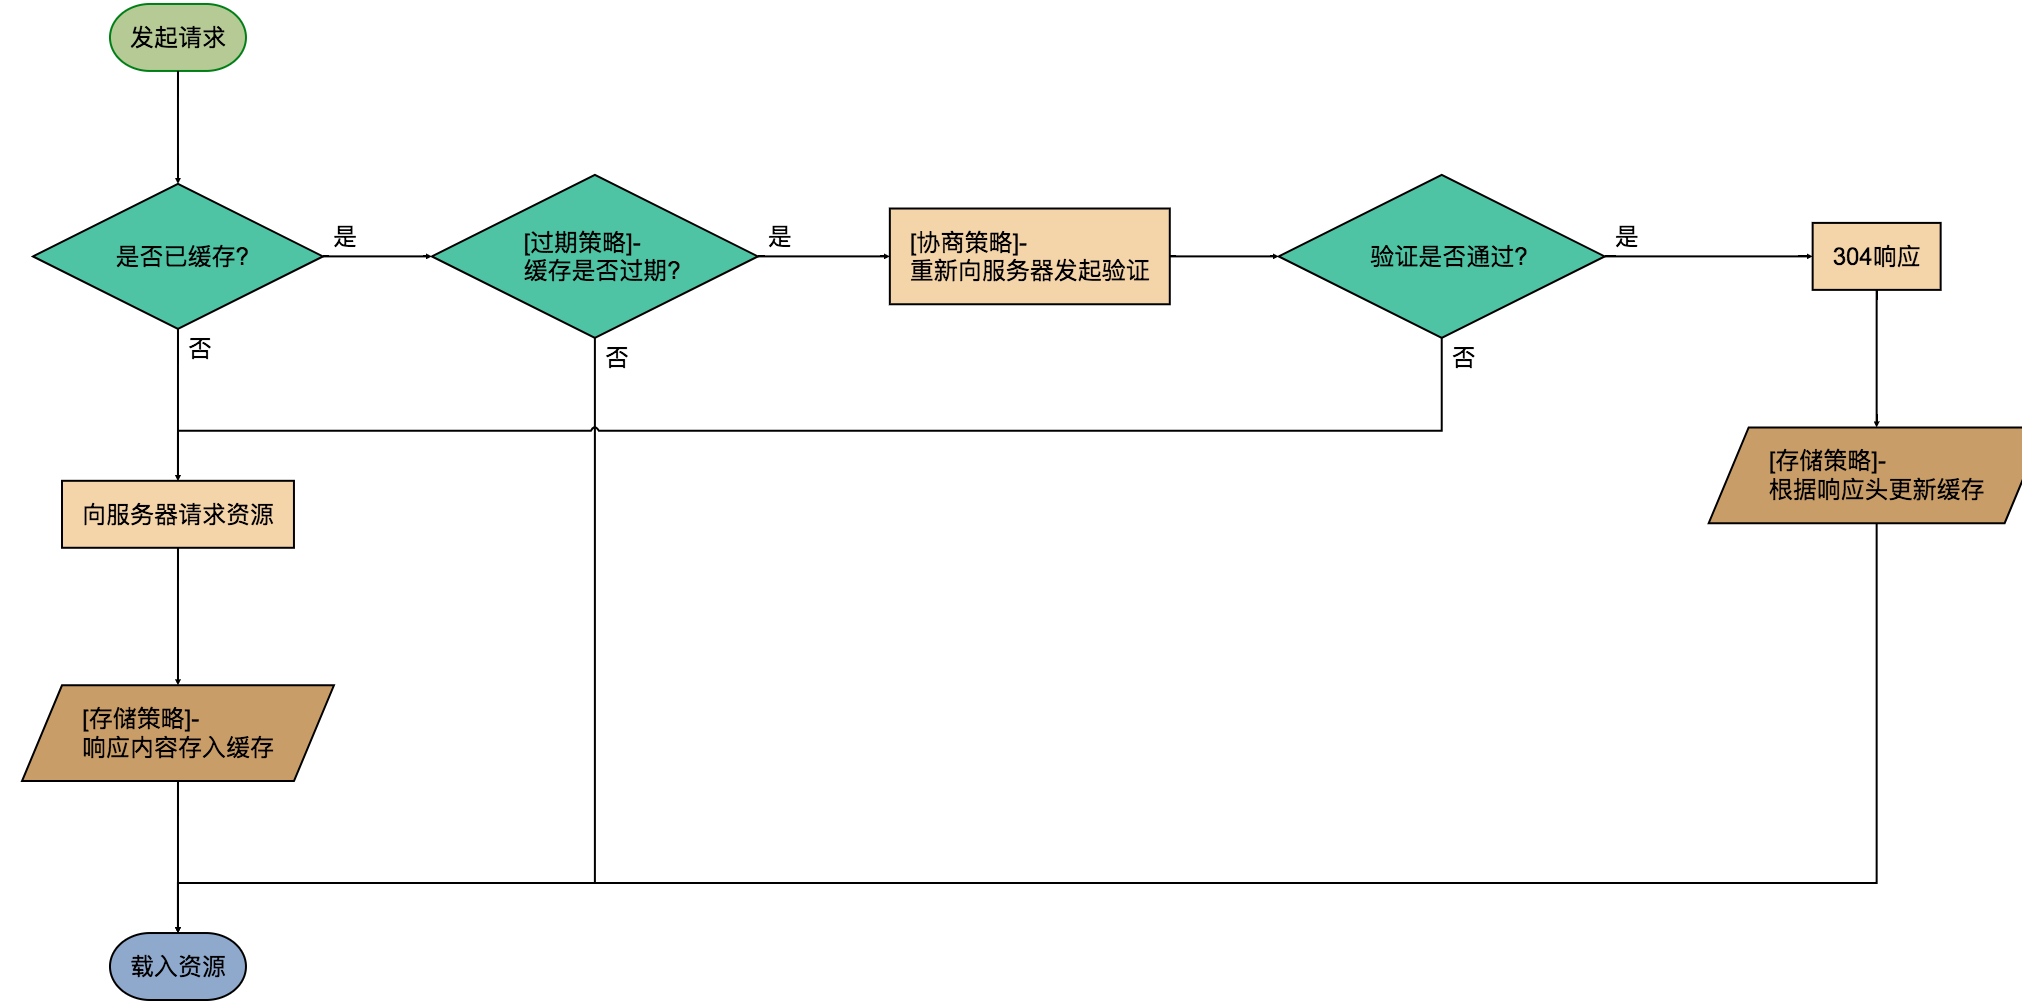 发起请求
是否已缓存?
是
[过期策略]-
缓存是否过期?
是
[协商策略]-
重新向服务器发起验证
验证是否通过?
是
304响应
否
否
否
[存储策略]-
根据响应头更新缓存
向服务器请求资源
[存储策略]-
响应内容存入缓存
载入资源